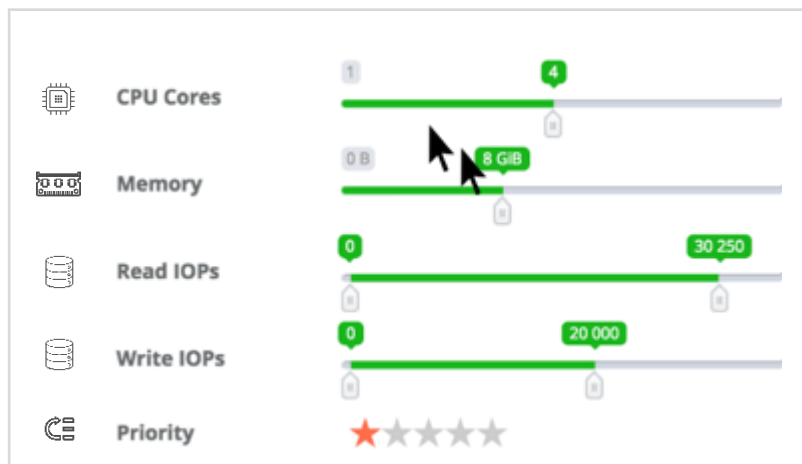 1 4
CPU Cores
0 B 8 GiB
Memory
0 30 250
Read IOPs
0 20 000
Write IOPs
Priority